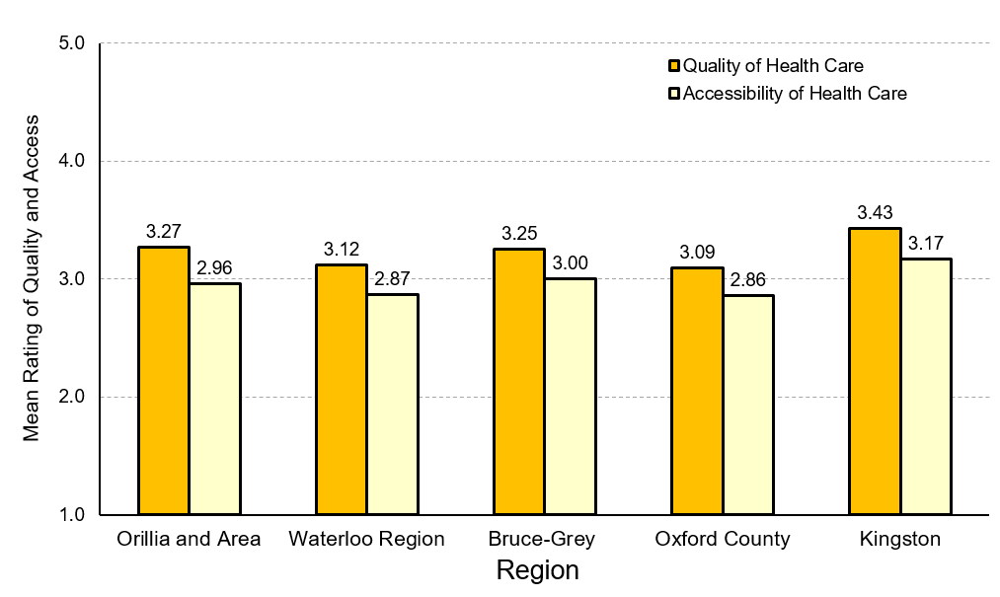 Mean Rating of Quality and Access
5.0
4.0
3.0
2.0
1.0
Quality of Health Care
Accessibility of Health Care
3.27
2.96
3.12
2.87
3.25
3.00
3.09
2.86
3.43
3.17
Orillia and Area
Waterloo Region
Bruce-Grey
Oxford County
Kingston
Region